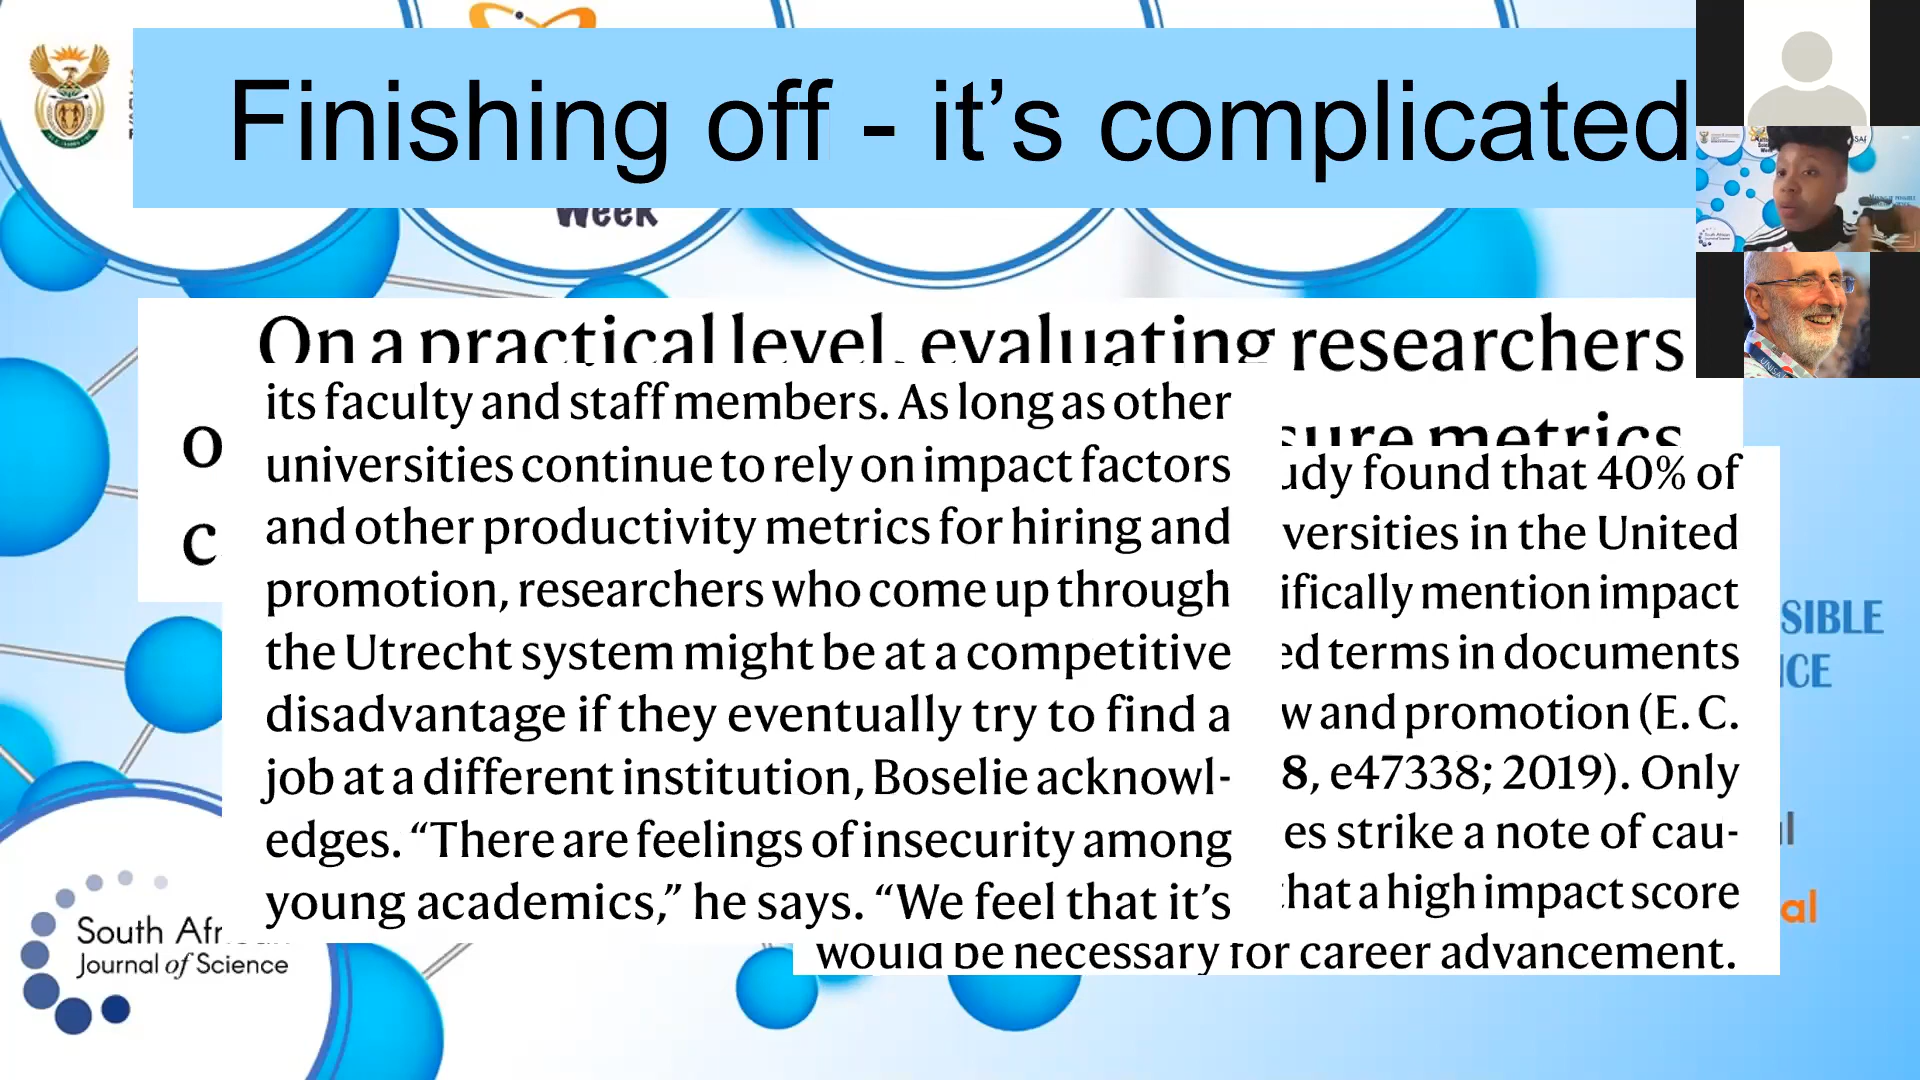 Finishing off - it's complicated
Week
On a practical level, evaluating researchers
o
c
its faculty and staff members. As long as other
universities continue to rely on impact factors
and other productivity metrics for hiring and
promotion, researchers who come up through
the Utrecht system might be at a competitive
disadvantage if they eventually try to find a
job at a different institution, Boselie acknowl-
edges. “There are feelings of insecurity among
young academics,” he says. “We feel that it’s
sure metrics
udy found that 40% of
versities in the United
ifically mention impact
ed terms in documents
w and promotion (E. C.
8, e47338; 2019). Only
es strike a note of cau-
that a high impact score
would be necessary for career advancement.
SIBLE
al
South African
Journal of Science
UNISA